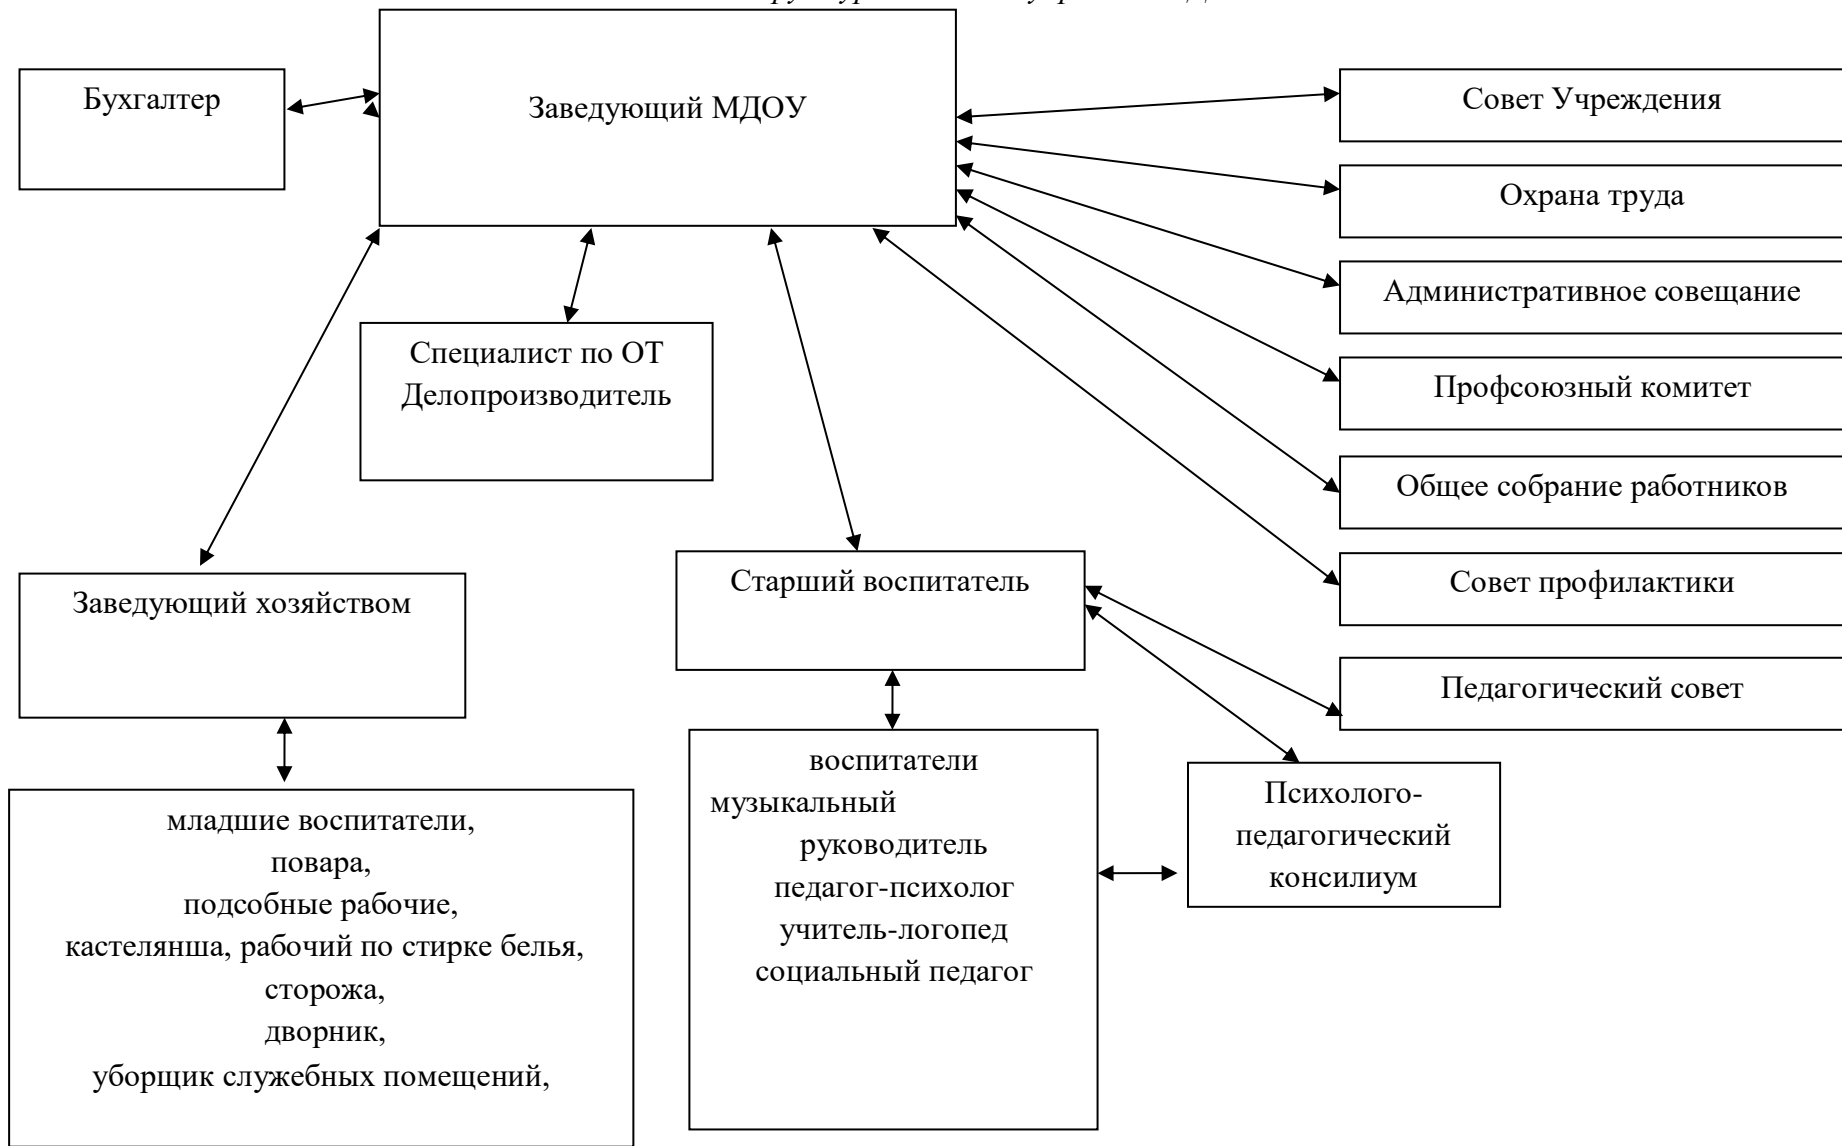 Бухгалтер
Заведующий МДОУ
Совет Учреждения
Охрана труда
Административное совещание
Профсоюзный комитет
Общее собрание работников
Совет профилактики
Педагогический совет
Специалист по ОТ
Делопроизводитель
Заведующий хозяйством
Старший воспитатель
младшие воспитатели,
повара,
подсобные рабочие,
кастелянша, рабочий по стирке белья,
сторожа,
дворник,
уборщик служебных помещений,
воспитатели
музыкальный
руководитель
педагог-психолог
учитель-логопед
социальный педагог
Психолого-
педагогический
консилиум